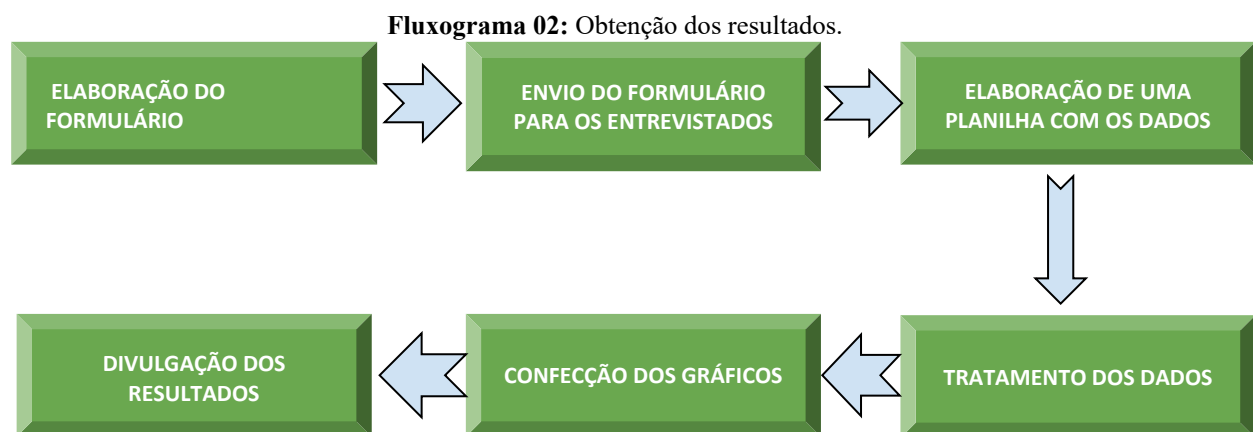 Fluxograma 02: Obtenção dos resultados.
ELABORAÇÃO DO
FORMULÁRIO
ENVIO DO FORMULÁRIO
PARA OS ENTREVISTADOS
ELABORAÇÃO DE UMA
PLANILHA COM OS DADOS
TRATAMENTO DOS DADOS
CONFECÇÃO DOS GRÁFICOS
DIVULGAÇÃO DOS
RESULTADOS